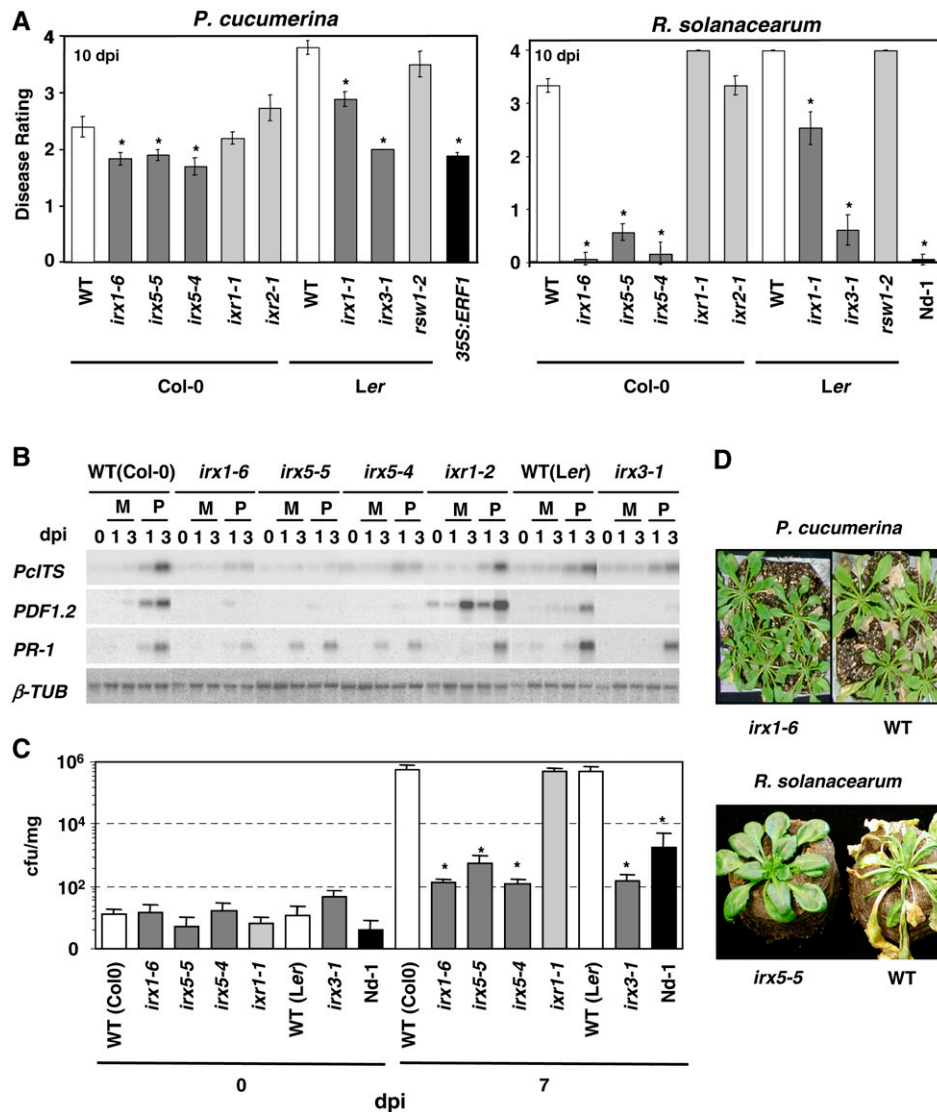 A
P. cucumerina
R. solanacearum
Disease Rating
4
3
2
1
0
10 dpi
* * * * * *
WT
irx1-6
irx5-5
irx5-4
ixr1-1
ixr2-1
WT
irx1-1
irx3-1
rsw1-2
35S:ERF1
Col-0
Ler
4
3
2
1
0
10 dpi
* * * * * *
WT
irx1-6
irx5-5
irx5-4
ixr1-1
ixr2-1
WT
irx1-1
irx3-1
rsw1-2
Nd-1
Col-0
Ler
B
WT(Col-0) irx1-6 irx5-5 irx5-4 ixr1-2 WT(Ler) irx3-1
M P M P M P M P M P M P M P
dpi 0 1 3 1 3 0 1 3 1 3 0 1 3 1 3 0 1 3 1 3 0 1 3 1 3 0 1 3 1 3 0 1 3 1 3
PcITS
PDF1.2
PR-1
β-TUB
C
cfu/mg
10⁶
10⁴
10²
0
* * * * *
WT (Col0)
irx1-6
irx5-5
irx5-4
ixr1-1
WT (Ler)
irx3-1
Nd-1
WT (Col0)
irx1-6
irx5-5
irx5-4
ixr1-1
WT (Ler)
irx3-1
Nd-1
0 7
dpi
D
P. cucumerina
irx1-6 WT
R. solanacearum
irx5-5 WT